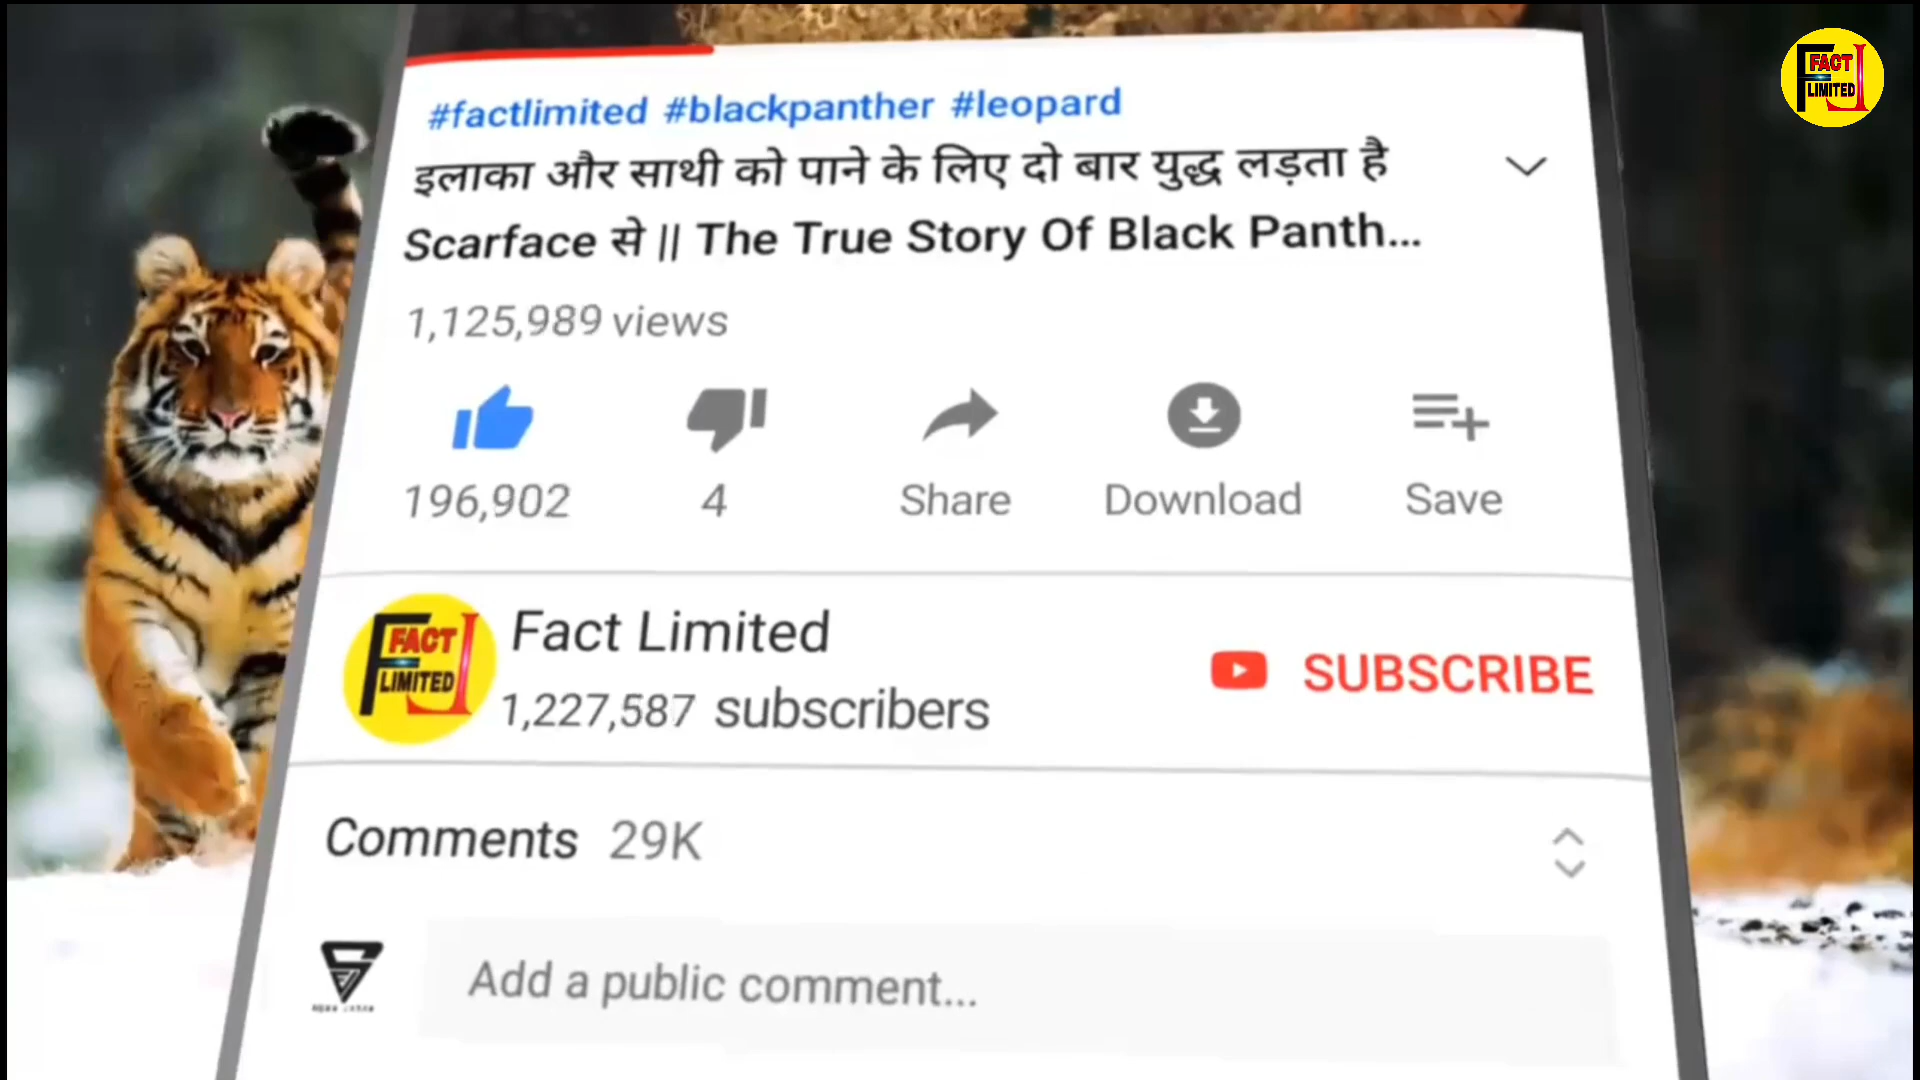 FACT
LIMITED
#factlimited #blackpanther #leopard
इलाका और साथी को पाने के लिए दो बार युद्ध लड़ता है
Scarface से || The True Story Of Black Panth...
1,125,989 views
196,902
4
Share
Download
Save
FACT
LIMITED
Fact Limited
1,227,587 subscribers
SUBSCRIBE
Comments 29K
Add a public comment...